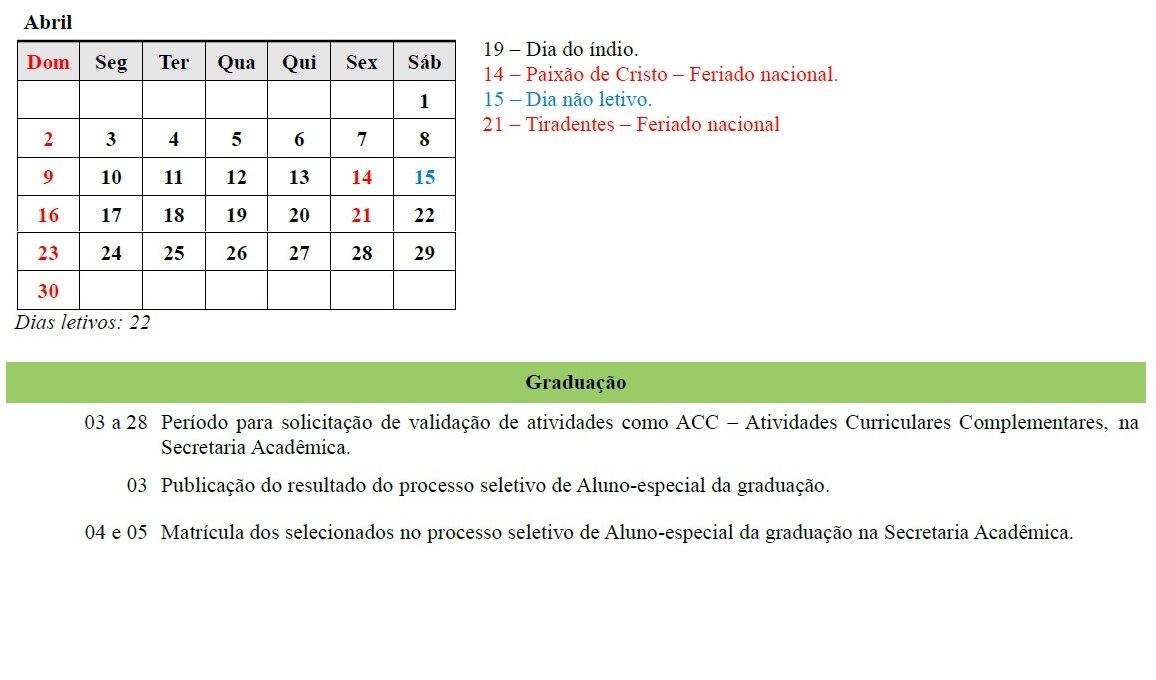 Abril
Dom Seg Ter Qua Qui Sex Sáb
1
2 3 4 5 6 7 8
9 10 11 12 13 14 15
16 17 18 19 20 21 22
23 24 25 26 27 28 29
30
Dias letivos: 22
19 – Dia do índio.
14 – Paixão de Cristo – Feriado nacional.
15 – Dia não letivo.
21 – Tiradentes – Feriado nacional
Graduação
03 a 28 Período para solicitação de validação de atividades como ACC – Atividades Curriculares Complementares, na
Secretaria Acadêmica.
03 Publicação do resultado do processo seletivo de Aluno-especial da graduação.
04 e 05 Matrícula dos selecionados no processo seletivo de Aluno-especial da graduação na Secretaria Acadêmica.